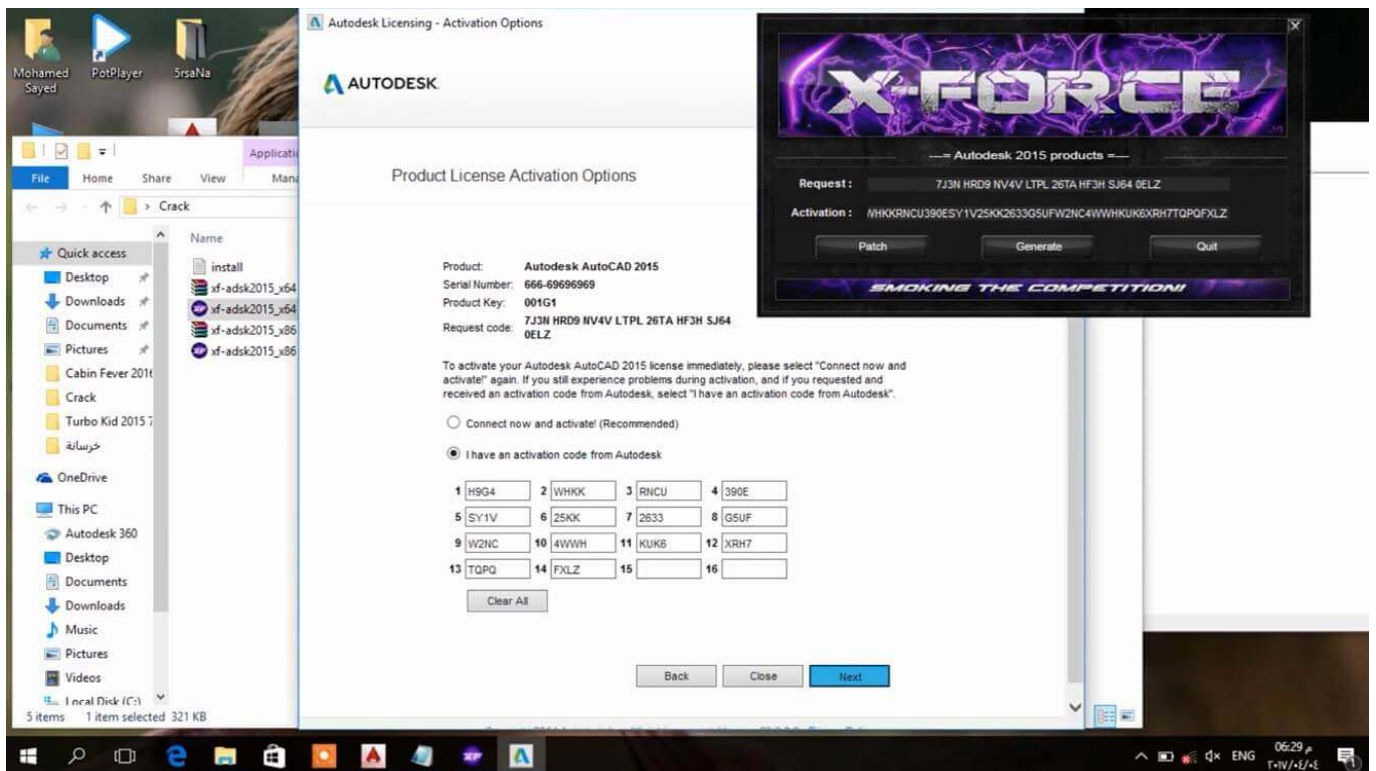 Mohamed Sayed
PotPlayer
5rsaNa
File
Home
Share
View
Crack
Quick access
Desktop
Downloads
Documents
Pictures
Cabin Fever 2016
Crack
Turbo Kid 2015 7
خرسانة
OneDrive
This PC
Autodesk 360
Desktop
Documents
Downloads
Music
Pictures
Videos
Local Disk (C:)
Name
install
xf-adsk2015_x64
xf-adsk2015_x64
xf-adsk2015_x86
xf-adsk2015_x86
5 items 1 item selected 321 KB
Autodesk Licensing - Activation Options
AUTODESK
Product License Activation Options
Product: Autodesk AutoCAD 2015
Serial Number: 666-69696969
Product Key: 001G1
Request code: 7J3N HRD9 NV4V LTPL 26TA HF3H SJ64
0ELZ
To activate your Autodesk AutoCAD 2015 license immediately, please select "Connect now and
activate!" again. If you still experience problems during activation, and if you requested and
received an activation code from Autodesk, select "I have an activation code from Autodesk".
Connect now and activate! (Recommended)
I have an activation code from Autodesk
1 H9G4 2 WHKK 3 RNCU 4 390E
5 SY1V 6 25KK 7 2633 8 G5UF
9 W2NC 10 4WWH 11 KUK6 12 XRH7
13 TQPQ 14 FXLZ 15 16
Clear All
Back Close Next
X-FORCE
---= Autodesk 2015 products =---
Request : 7J3N HRD9 NV4V LTPL 26TA HF3H SJ64 0ELZ
Activation : WHKKRNCU390ESY1V25KK2633G5UFW2NC4WWHKUK6XRH7TQPQFXLZ
Patch Generate Quit
SMOKING THE COMPETITION!
ENG
06:29 م
٢٠١٧/٠٤/٠٤